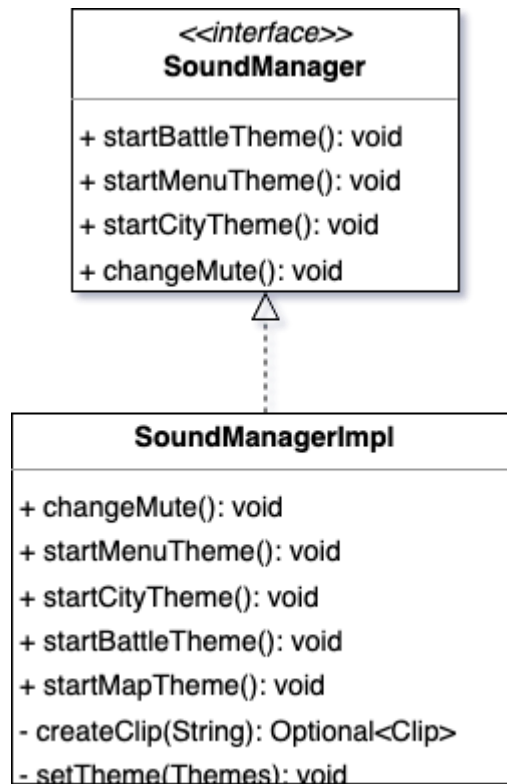 <<interface>>
SoundManager
+ startBattleTheme(): void
+ startMenuTheme(): void
+ startCityTheme(): void
+ changeMute(): void
SoundManagerImpl
+ changeMute(): void
+ startMenuTheme(): void
+ startCityTheme(): void
+ startBattleTheme(): void
+ startMapTheme(): void
- createClip(String): Optional<Clip>
- setTheme(Themes): void